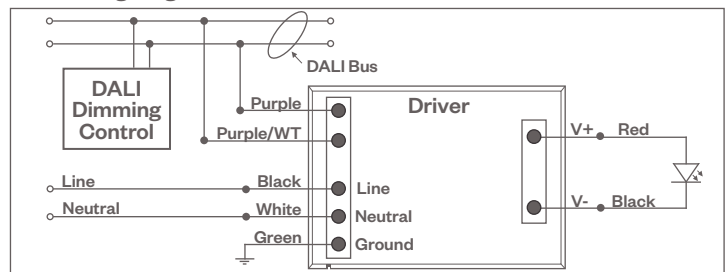 DALI Bus
DALI
Dimming
Control
Driver
Purple
Purple/WT
V+ Red
Line Black Line
Neutral White Neutral
V- Black
Green Ground